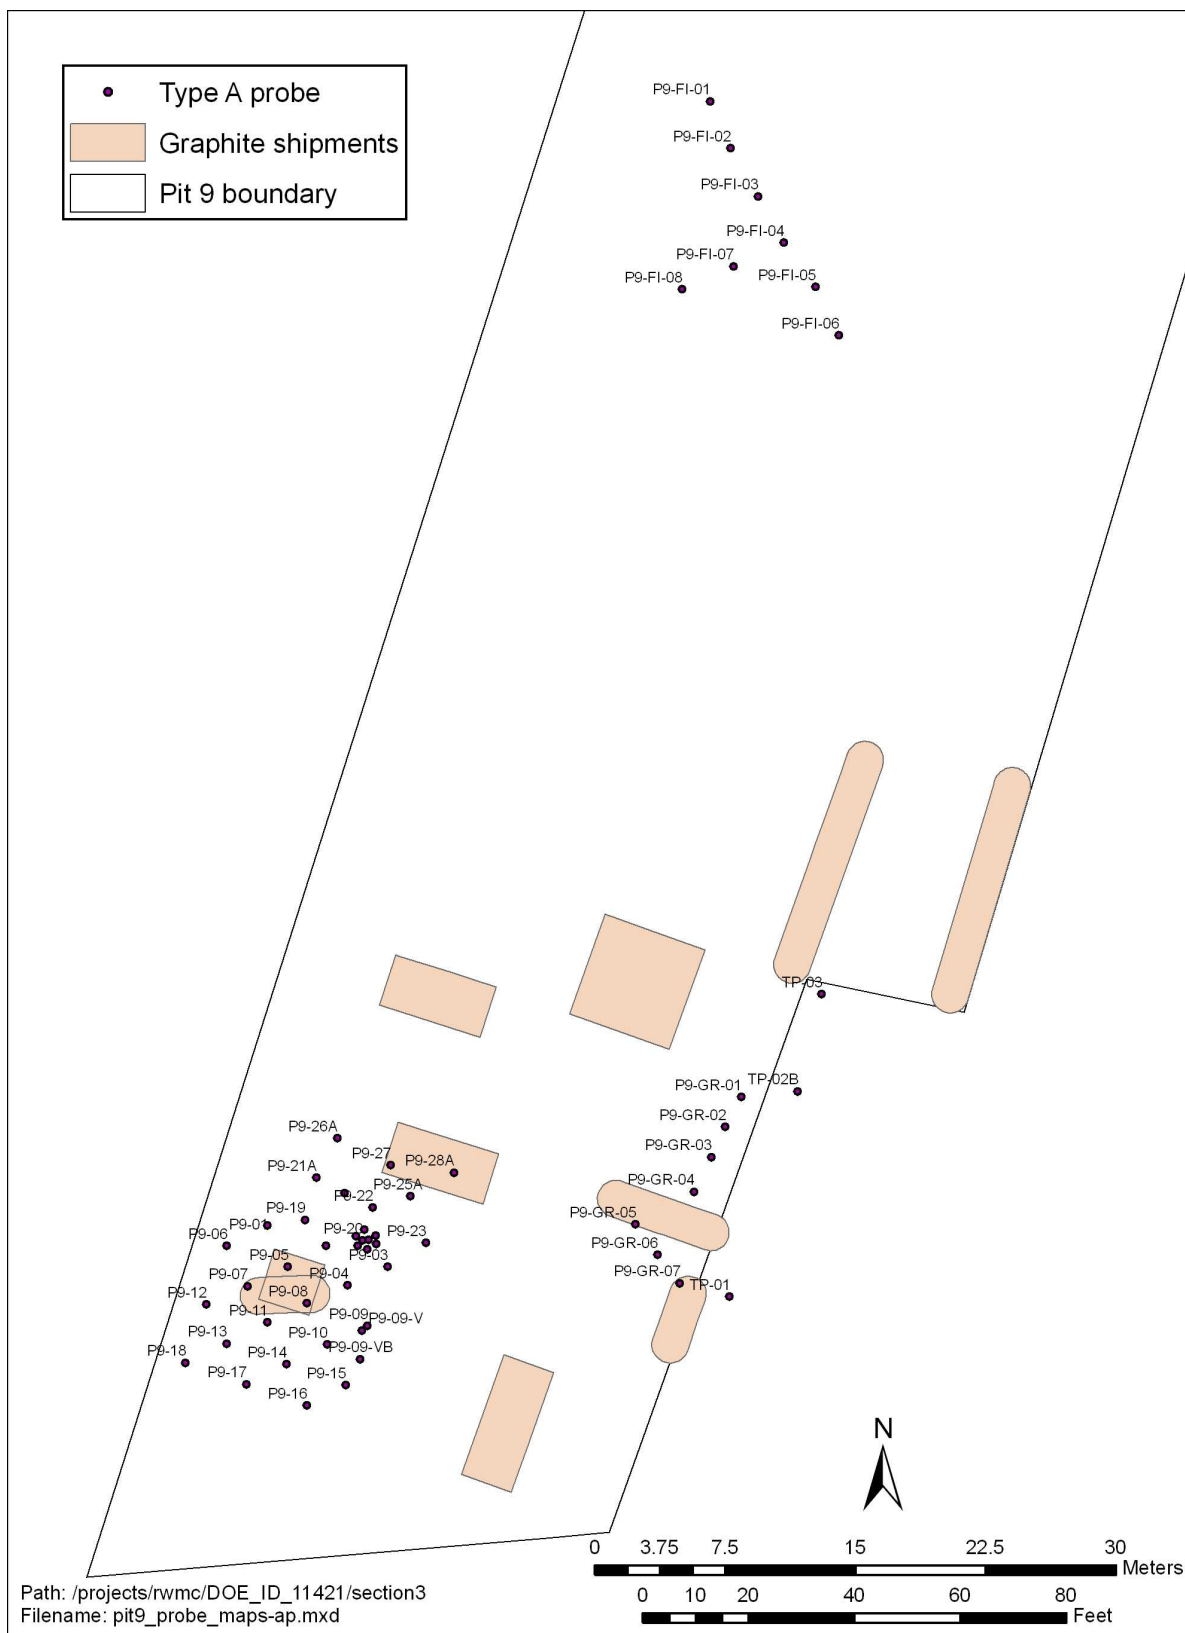 Type A probe
Graphite shipments
Pit 9 boundary
P9-FI-01
P9-FI-02
P9-FI-03
P9-FI-04
P9-FI-07
P9-FI-08
P9-FI-05
P9-FI-06
TP-03
TP-02B
P9-GR-01
P9-GR-02
P9-GR-03
P9-GR-04
P9-GR-05
P9-GR-06
P9-GR-07
TP-01
P9-26A
P9-27
P9-28A
P9-21A
P9-25A
P9-22
P9-19
P9-01
P9-20
P9-23
P9-06
P9-03
P9-05
P9-04
P9-07
P9-08
P9-12
P9-11
P9-09
P9-09-V
P9-13
P9-10
P9-18
P9-14
P9-09-VB
P9-17
P9-15
P9-16
N
0 3.75 7.5 15 22.5 30
Meters
0 10 20 40 60 80
Feet
Path: /projects/rwmc/DOE_ID_11421/section3
Filename: pit9_probe_maps-ap.mxd